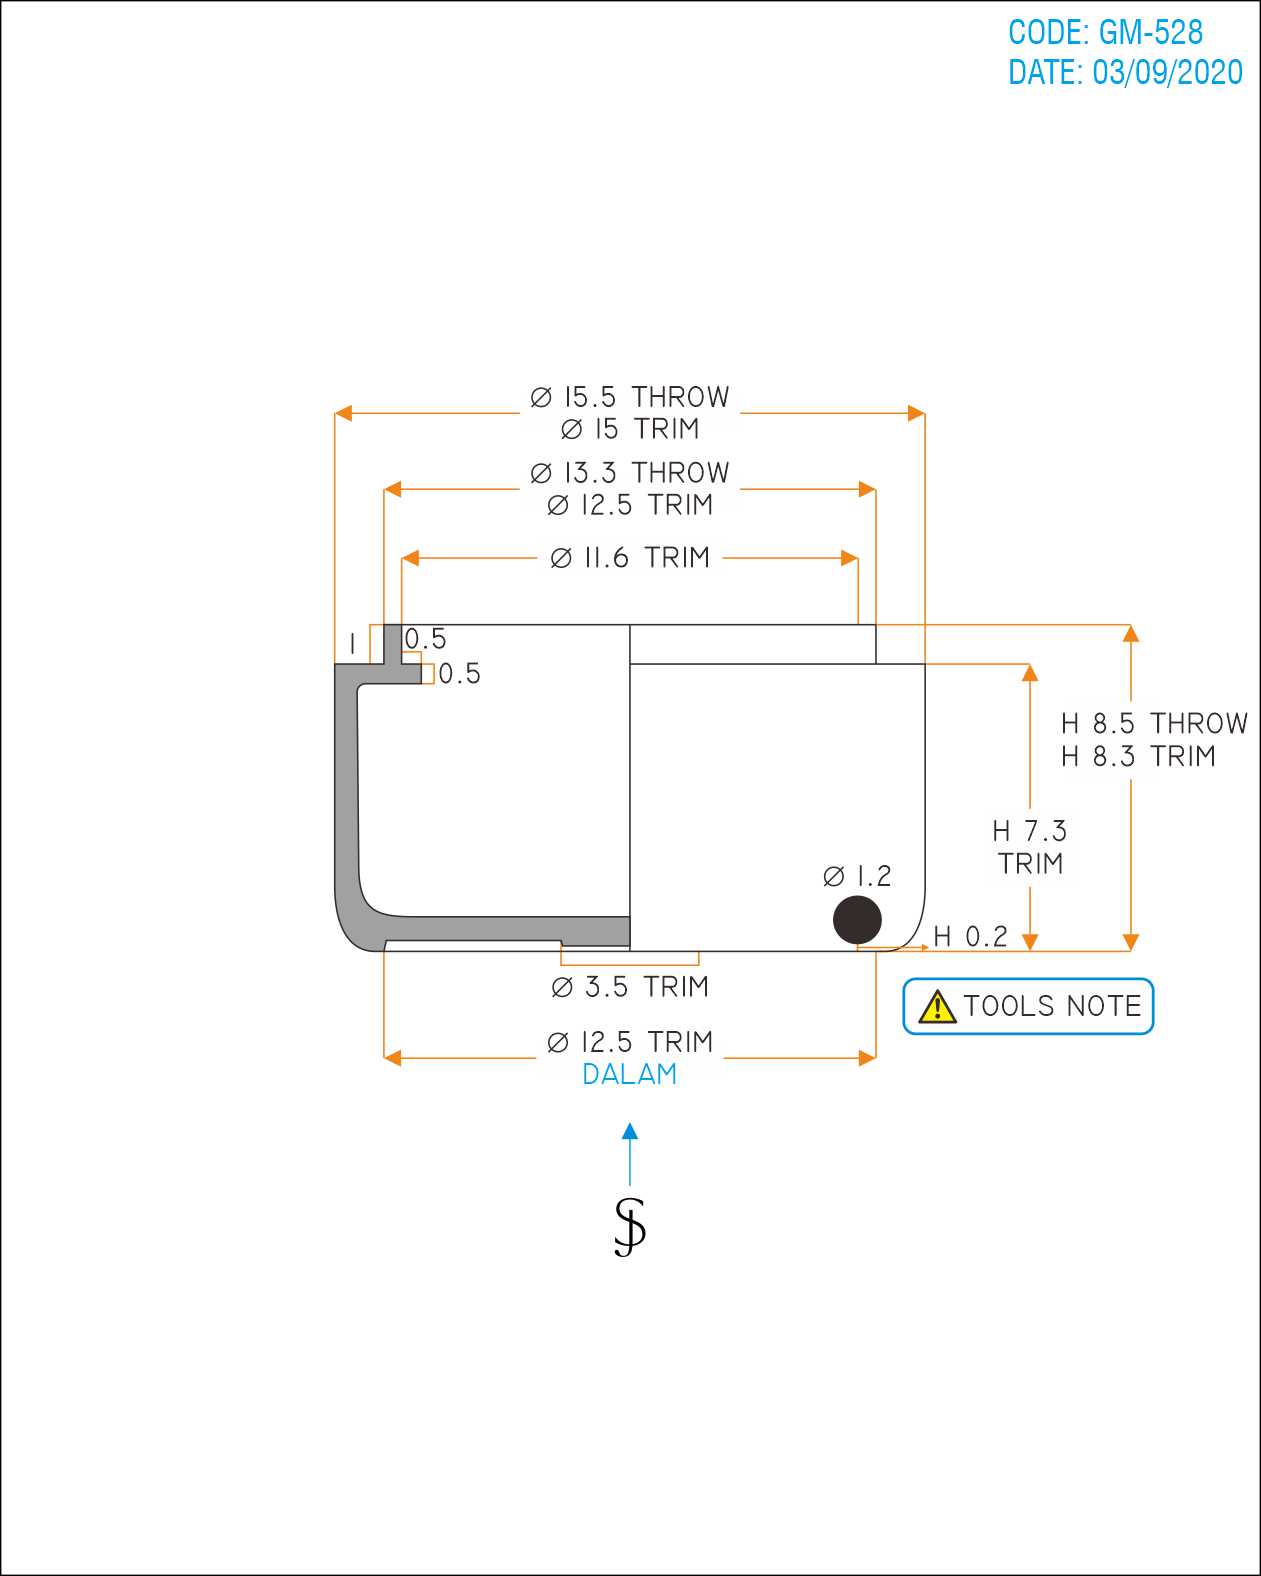 CODE: GM-528
DATE: 03/09/2020
Ø 15.5 THROW
Ø 15 TRIM
Ø 13.3 THROW
Ø 12.5 TRIM
Ø 11.6 TRIM
1
0.5
0.5
H 8.5 THROW
H 8.3 TRIM
H 7.3
TRIM
Ø 1.2
H 0.2
Ø 3.5 TRIM
TOOLS NOTE
Ø 12.5 TRIM
DALAM